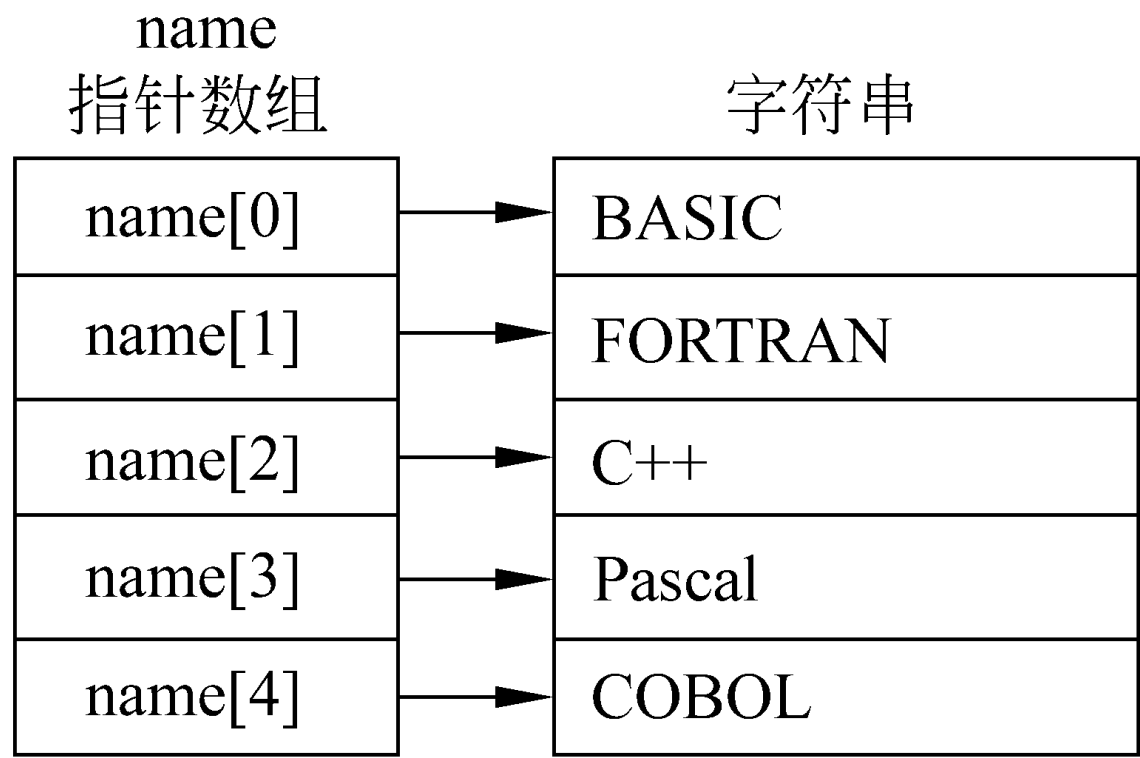 name
指针数组
字符串
name[0]
BASIC
name[1]
FORTRAN
name[2]
C++
name[3]
Pascal
name[4]
COBOL